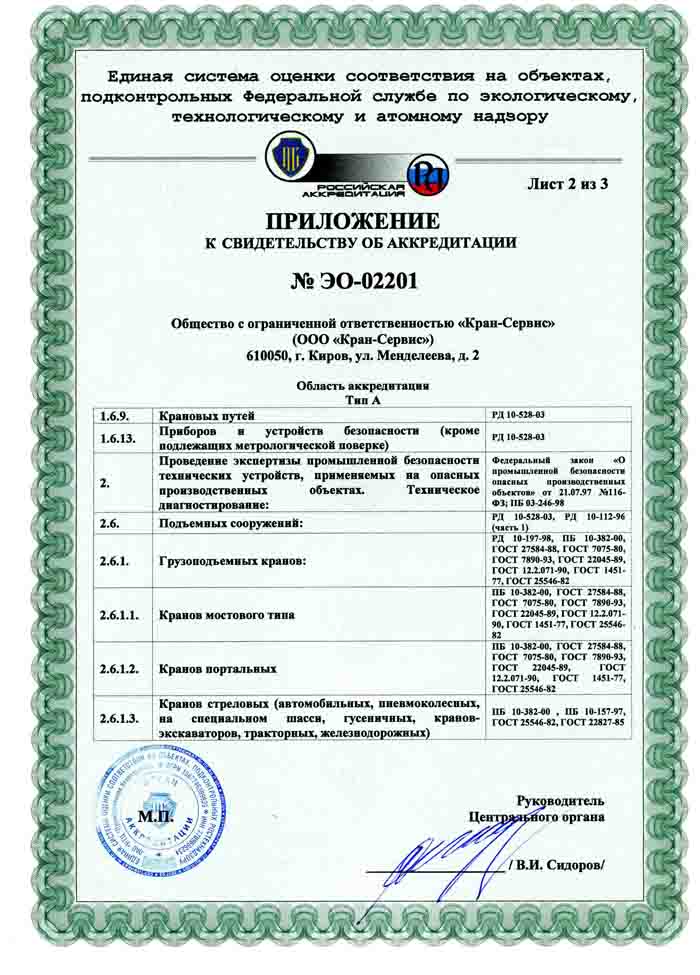 Единая система оценки соответствия на объектах,
подконтрольных Федеральной службе по экологическому,
технологическому и атомному надзору
РОССИЙСКАЯ
АККРЕДИТАЦИЯ
Лист 2 из 3
ПРИЛОЖЕНИЕ
К СВИДЕТЕЛЬСТВУ ОБ АККРЕДИТАЦИИ
№ ЭО-02201
Общество с ограниченной ответственностью «Кран-Сервис»
(ООО «Кран-Сервис»)
610050, г. Киров, ул. Менделеева, д. 2
Область аккредитация
Тип А
1.6.9. Крановых путей РД 10-528-03
1.6.13. Приборов и устройств безопасности (кроме
подлежащих метрологической поверке) РД 10-528-03
2. Проведение экспертизы промышленной безопасности
технических устройств, применяемых на опасных
производственных объектах. Техническое
диагностирование:
Федеральный закон «О
промышленной безопасности
опасных производственных
объектов» от 21.07.97 №116-
ФЗ; ПБ 03-246-98
2.6. Подъемных сооружений:
РД 10-528-03, РД 10-112-96
(часть 1)
2.6.1. Грузоподъемных кранов:
РД 10-197-98, ПБ 10-382-00,
ГОСТ 27584-88, ГОСТ 7075-80,
ГОСТ 7890-93, ГОСТ 22045-89,
ГОСТ 12.2.071-90, ГОСТ 1451-
77, ГОСТ 25546-82
2.6.1.1. Кранов мостового типа
ПБ 10-382-00, ГОСТ 27584-88,
ГОСТ 7075-80, ГОСТ 7890-93,
ГОСТ 22045-89, ГОСТ 12.2.071-
90, ГОСТ 1451-77, ГОСТ 25546-
82
2.6.1.2. Кранов портальных
ПБ 10-382-00, ГОСТ 27584-88,
ГОСТ 7075-80, ГОСТ 7890-93,
ГОСТ 22045-89, ГОСТ
12.2.071-90, ГОСТ 1451-77,
ГОСТ 25546-82
2.6.1.3. Кранов стреловых (автомобильных, пневмоколесных,
на специальном шасси, гусеничных, кранов-
экскаваторов, тракторных, железнодорожных)
ПБ 10-382-00 , ПБ 10-157-97,
ГОСТ 25546-82, ГОСТ 22827-85
ОРГАН
АККРЕДИТАЦИИ
М.П.
Руководитель
Центрального органа
/ В.И. Сидоров/